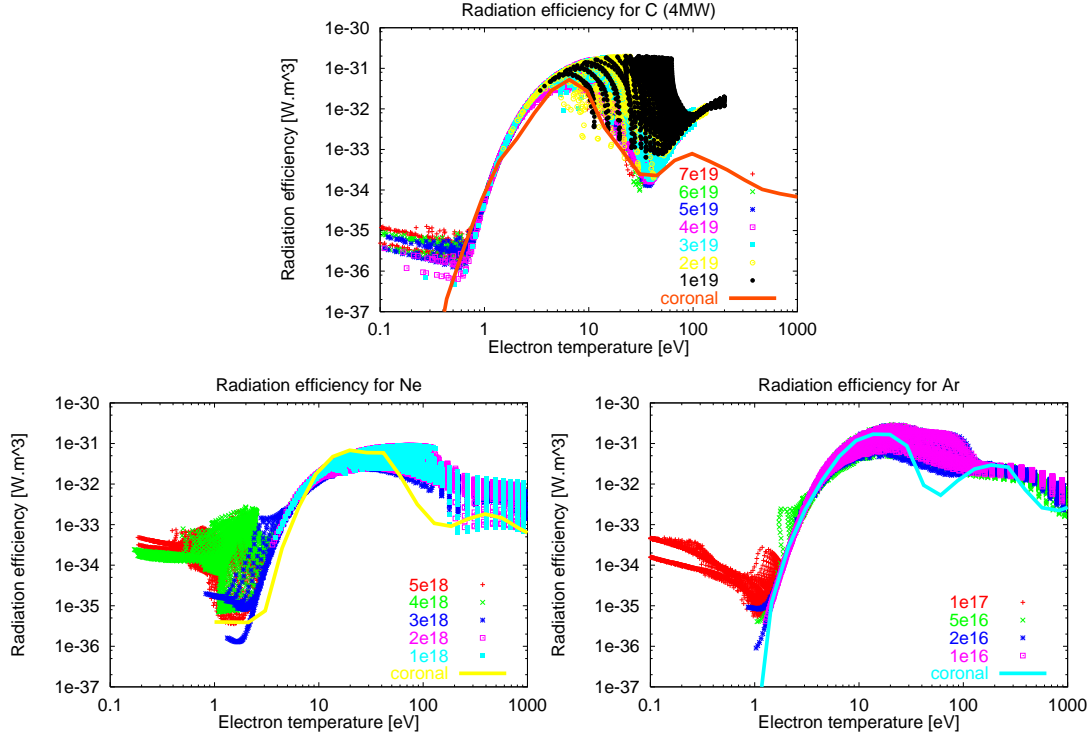 Radiation efficiency for C (4MW)
Radiation efficiency [W.m^3]
1e-30
1e-31
1e-32
1e-33
1e-34
1e-35
1e-36
1e-37
7e19
6e19
5e19
4e19
3e19
2e19
1e19
coronal
0.1 1 10 100 1000
Electron temperature [eV]
Radiation efficiency for Ne
Radiation efficiency [W.m^3]
1e-30
1e-31
1e-32
1e-33
1e-34
1e-35
1e-36
1e-37
5e18
4e18
3e18
2e18
1e18
coronal
0.1 1 10 100 1000
Electron temperature [eV]
Radiation efficiency for Ar
Radiation efficiency [W.m^3]
1e-30
1e-31
1e-32
1e-33
1e-34
1e-35
1e-36
1e-37
1e17
5e16
2e16
1e16
coronal
0.1 1 10 100 1000
Electron temperature [eV]